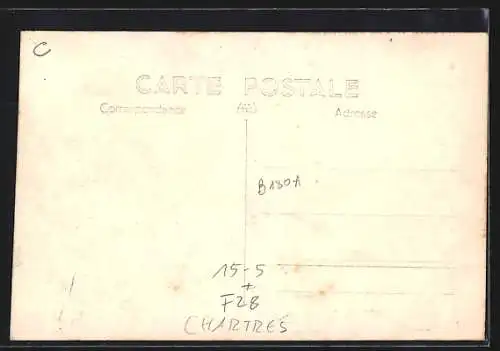 C
CARTE POSTALE
Correspondance Adresse
B130A
15-5
+
F28
CHARTRES